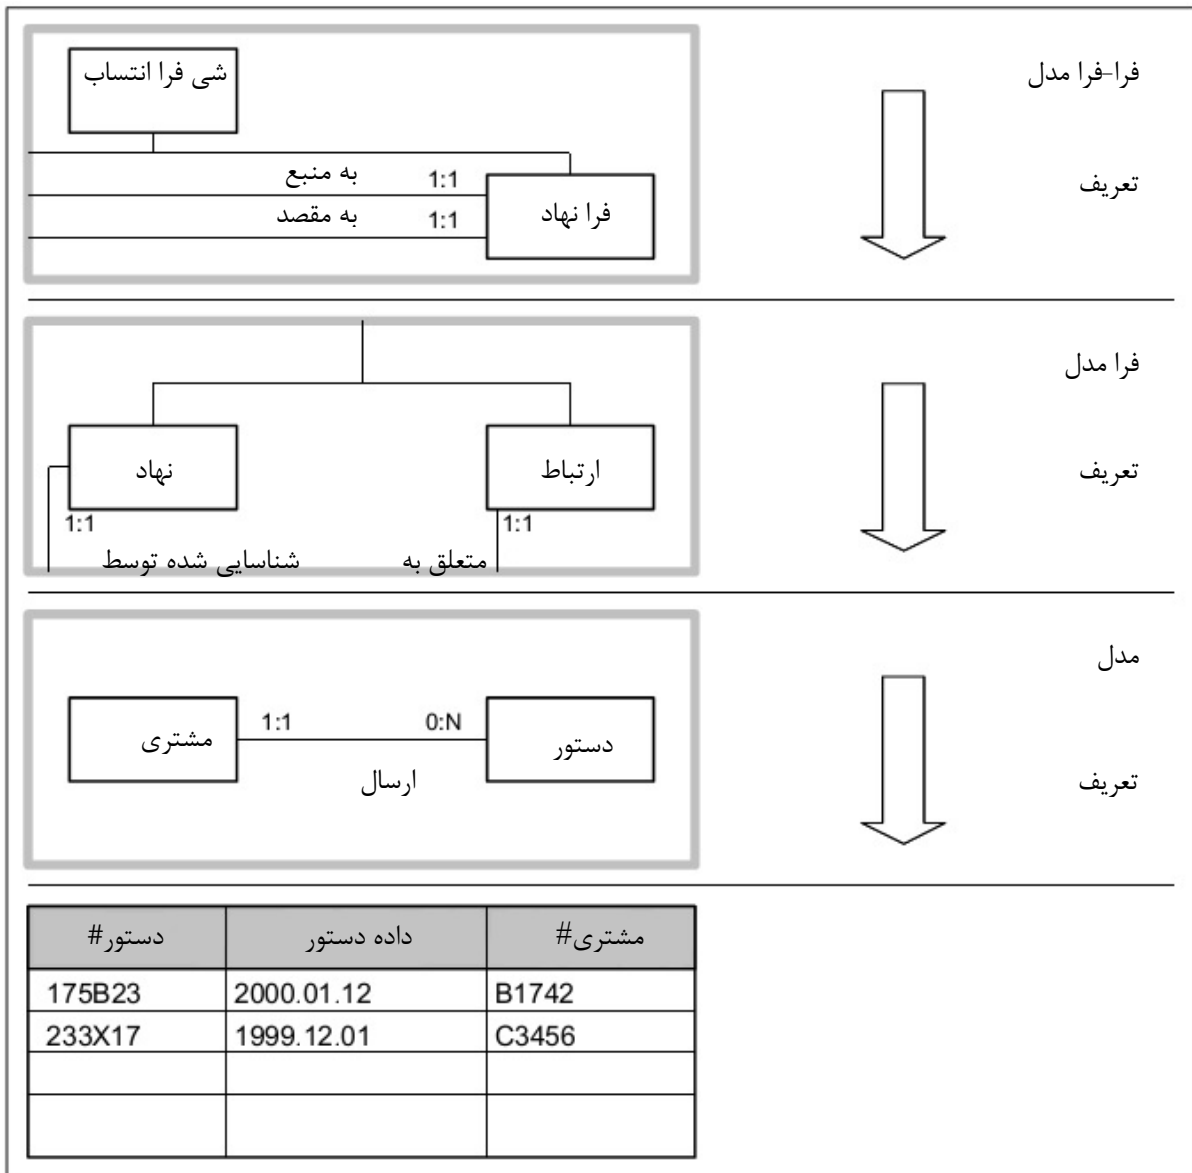 شی فرا انتساب
فرا-فرا مدل
به منبع
1:1
به مقصد
1:1
فرا نهاد
تعریف
فرا مدل
نهاد
ارتباط
تعریف
1:1
1:1
شناسایی شده توسط
متعلق به
مدل
مشتری
1:1
0:N
دستور
ارسال
تعریف
دستور#
داده دستور
مشتری#
175B23
2000.01.12
B1742
233X17
1999.12.01
C3456